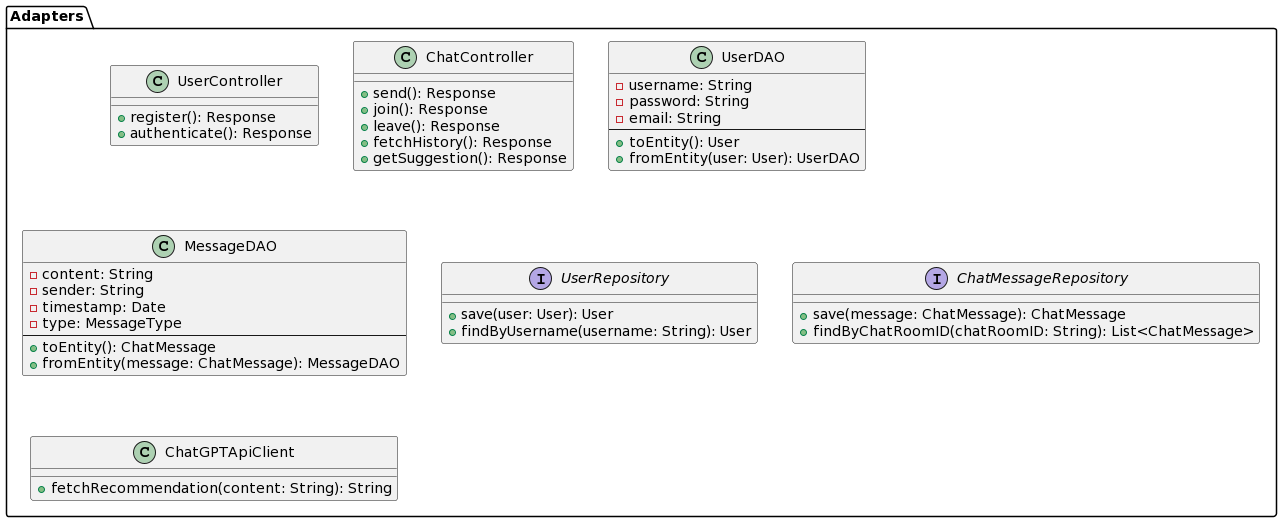 Adapters
C UserController
register(): Response
authenticate(): Response
C ChatController
send(): Response
join(): Response
leave(): Response
fetchHistory(): Response
getSuggestion(): Response
C UserDAO
username: String
password: String
email: String
toEntity(): User
fromEntity(user: User): UserDAO
C MessageDAO
content: String
sender: String
timestamp: Date
type: MessageType
toEntity(): ChatMessage
fromEntity(message: ChatMessage): MessageDAO
I UserRepository
save(user: User): User
findByUsername(username: String): User
I ChatMessageRepository
save(message: ChatMessage): ChatMessage
findByChatRoomID(chatRoomID: String): List<ChatMessage>
C ChatGPTApiClient
fetchRecommendation(content: String): String